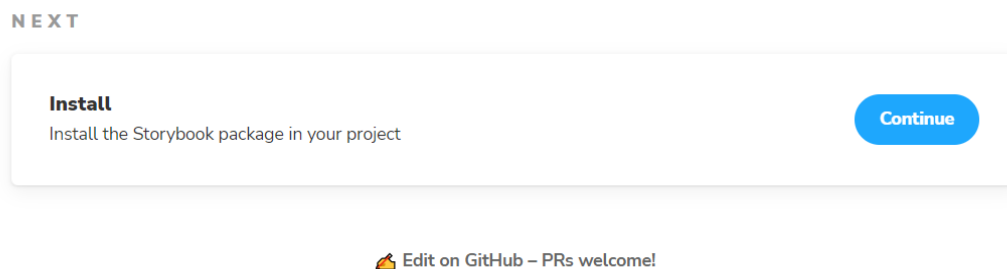 NEXT
Install
Install the Storybook package in your project
Continue
✍ Edit on GitHub – PRs welcome!